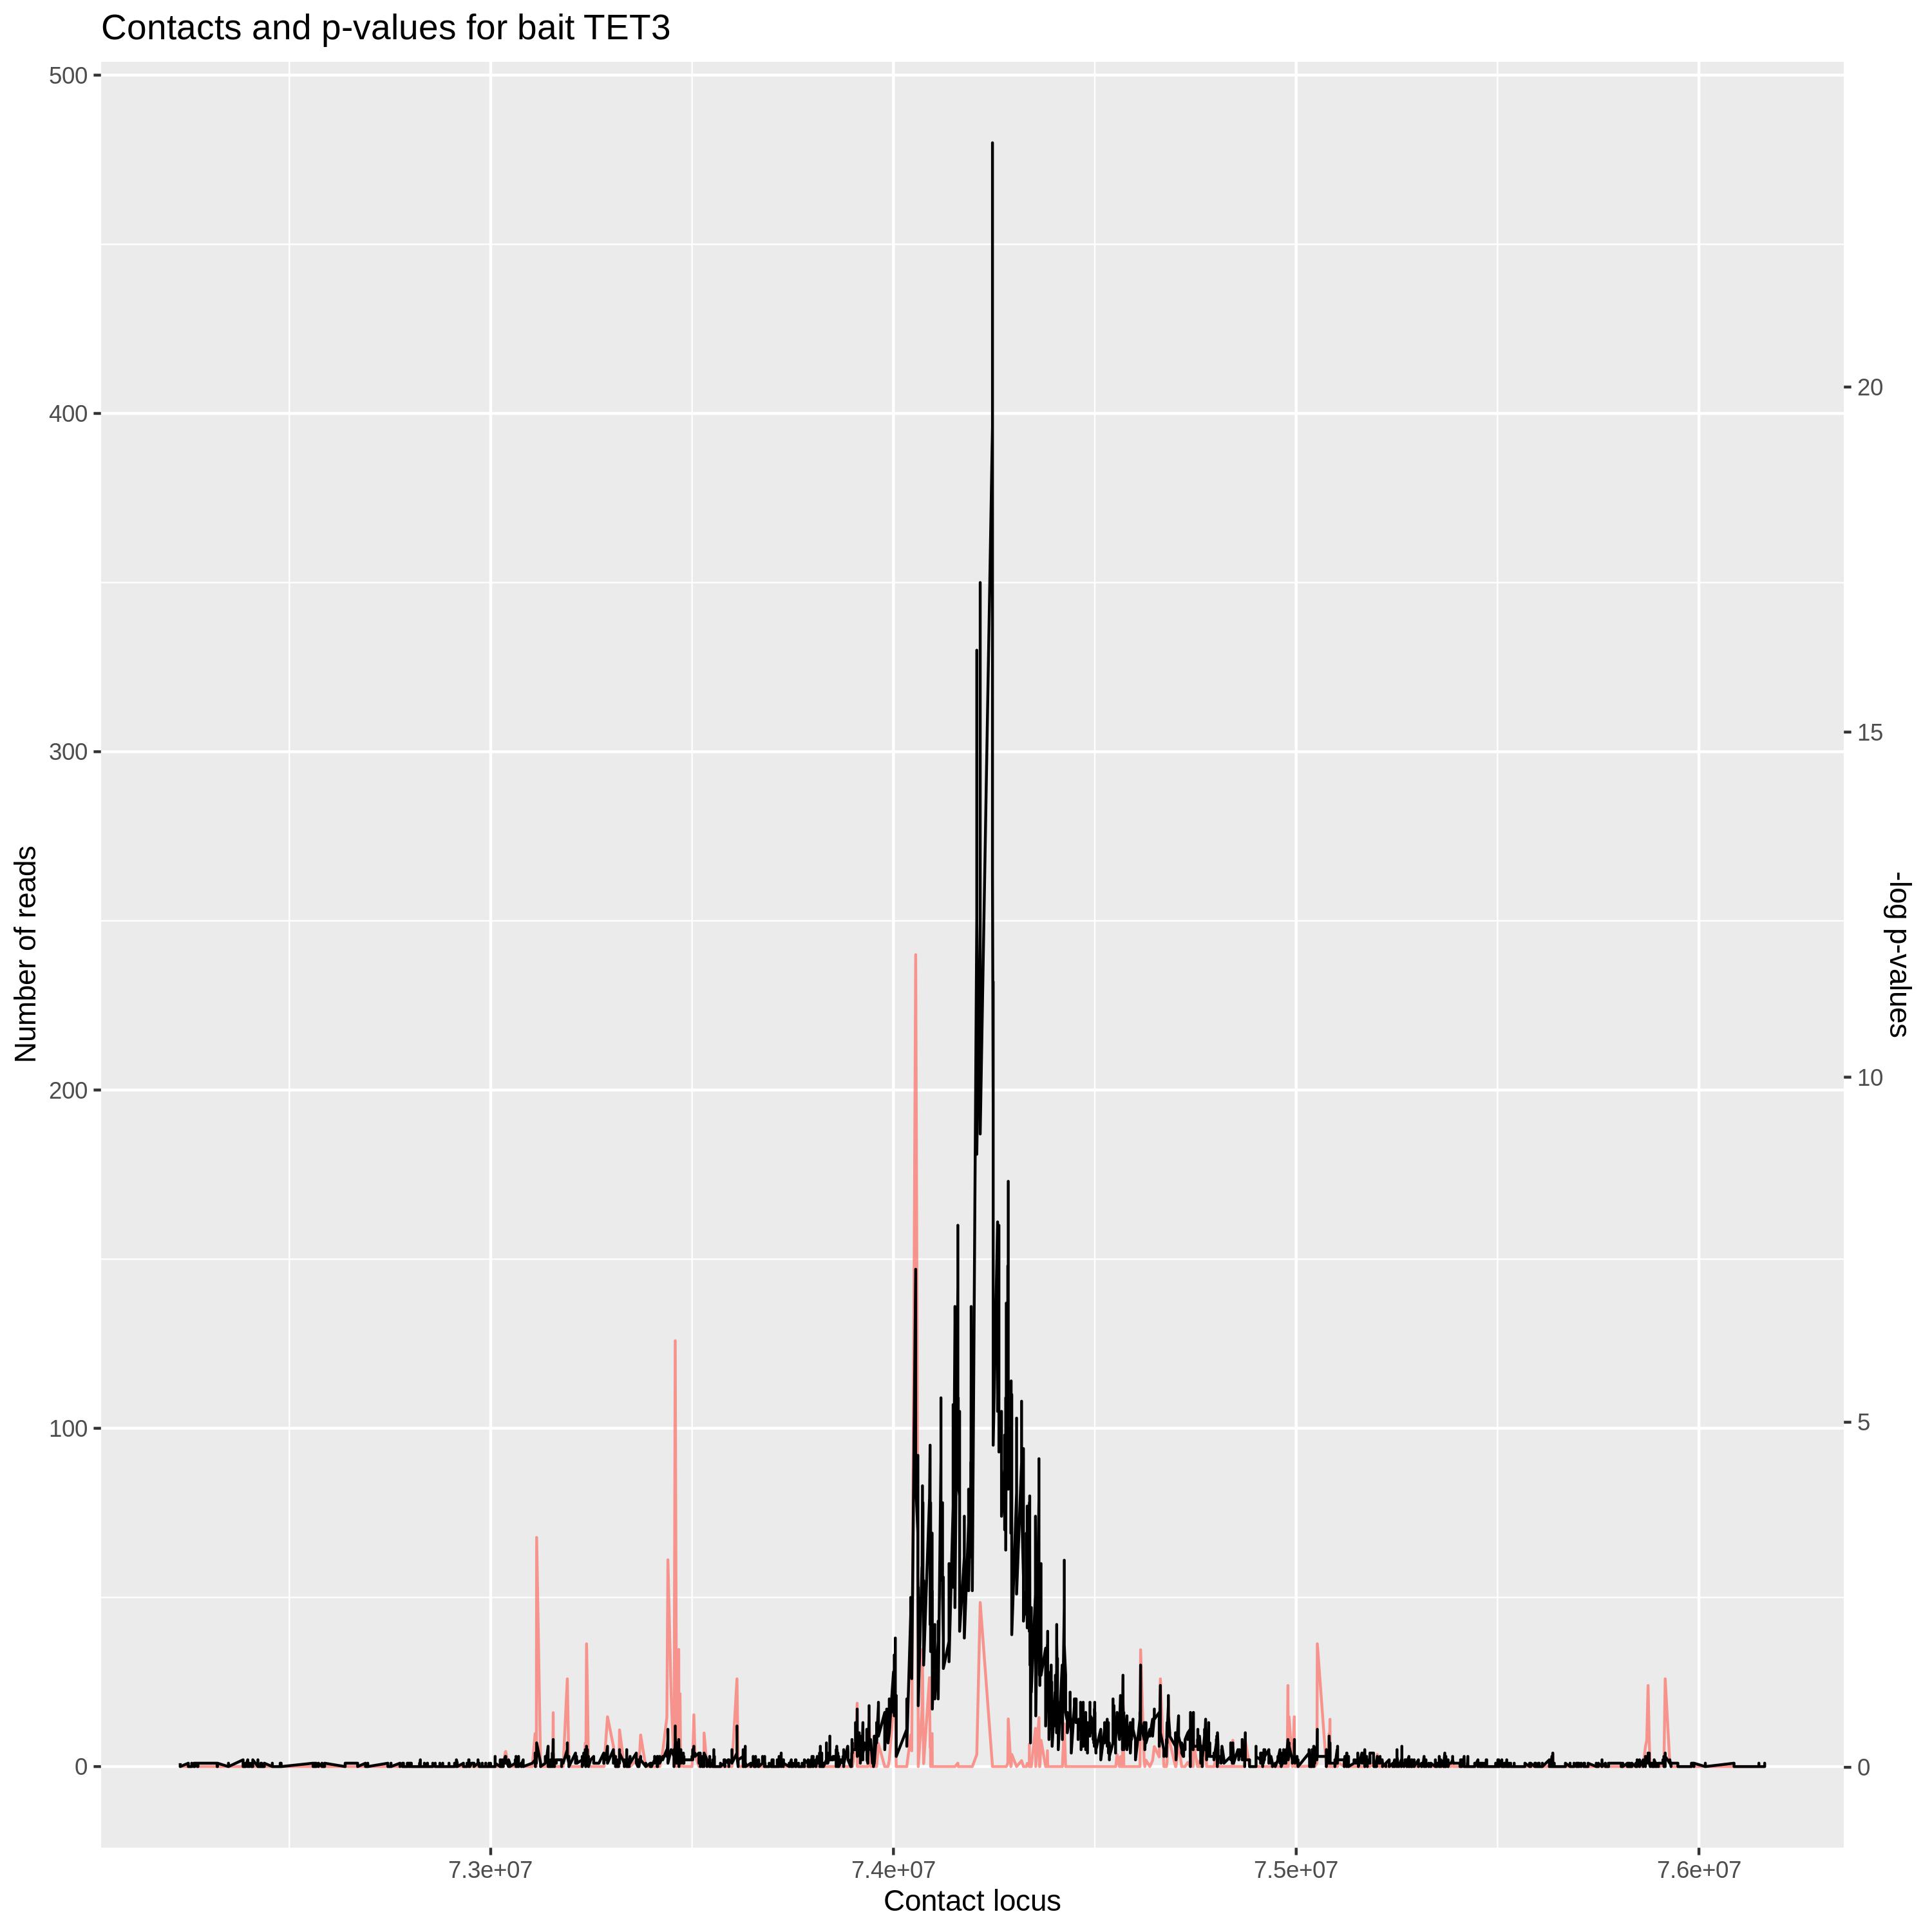 Contacts and p-values for bait TET3
500
400
300
200
100
0
Number of reads
20
15
10
5
0
-log p-values
7.3e+07
7.4e+07
7.5e+07
7.6e+07
Contact locus